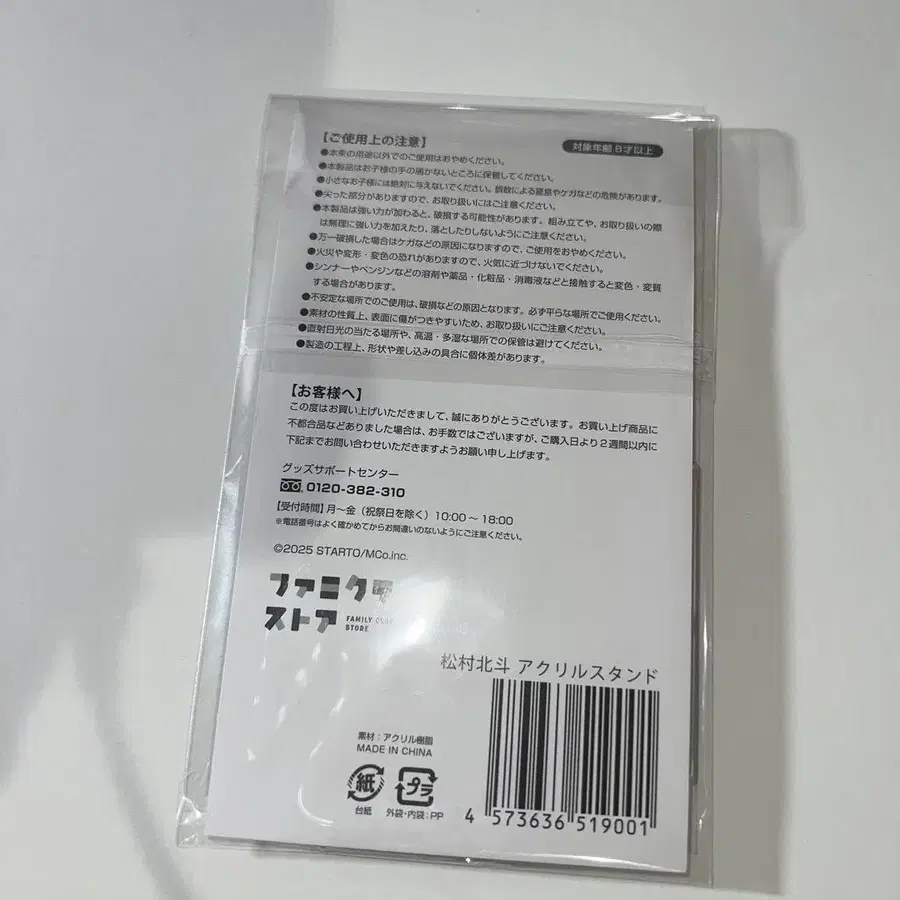 【ご使用上の注意】 対象年齢 8才以上
●本来の用途以外でのご使用はおやめください。
●本製品はお子様の手の届かないところに保管してください。
●小さなお子様には絶対に与えないでください。誤飲による窒息やケガなどの危険があります。
●尖った部分がありますので、お取り扱いにはご注意ください。
●本製品は強い力が加わると、破損する可能性があります。組み立てや、お取り扱いの際
は無理に強い力を加えたり、落としたりしないようにご注意ください。
●万一破損した場合はケガなどの原因になりますので、ご使用をおやめください。
●火災や変形・変色の恐れがありますので、火気に近づけないでください。
●シンナーやベンジンなどの溶剤や薬品・化粧品・消毒液などと接触すると変色・変質
する場合があります。
●不安定な場所でのご使用は、破損などの原因となります。必ず平らな場所でご使用ください。
●素材の性質上、表面に傷がつきやすいため、お取り扱いにご注意ください。
●直射日光の当たる場所や、高温・多湿な場所での保管は避けてください。
●製造の工程上、形状や差し込みの具合に個体差があります。
【お客様へ】
この度はお買い上げいただきまして、誠にありがとうございます。お買い上げ商品に
不都合品などありました場合は、お手数ではございますが、ご購入日より2週間以内に
下記までお問い合わせいただきますようお願い申し上げます。
グッズサポートセンター
0120-382-310
【受付時間】月〜金（祝祭日を除く）10:00〜18:00
※電話番号はよく確かめてからお間違いのないようにご注意ください。
©2025 STARTO/MCo.inc.
ファミクラ
ストア FAMILY CLUB
STORE
松村北斗 アクリルスタンド
素材：アクリル樹脂
MADE IN CHINA
紙 プラ
台紙 外袋・内袋：PP
4 573636 519001